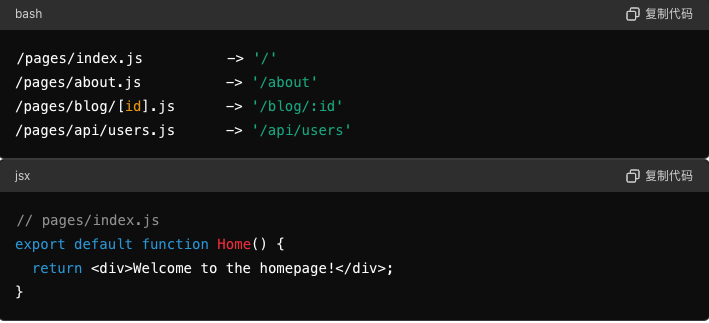 bash
复制代码
/pages/index.js -> '/'
/pages/about.js -> '/about'
/pages/blog/[id].js -> '/blog/:id'
/pages/api/users.js -> '/api/users'
jsx
复制代码
// pages/index.js
export default function Home() {
  return <div>Welcome to the homepage!</div>;
}